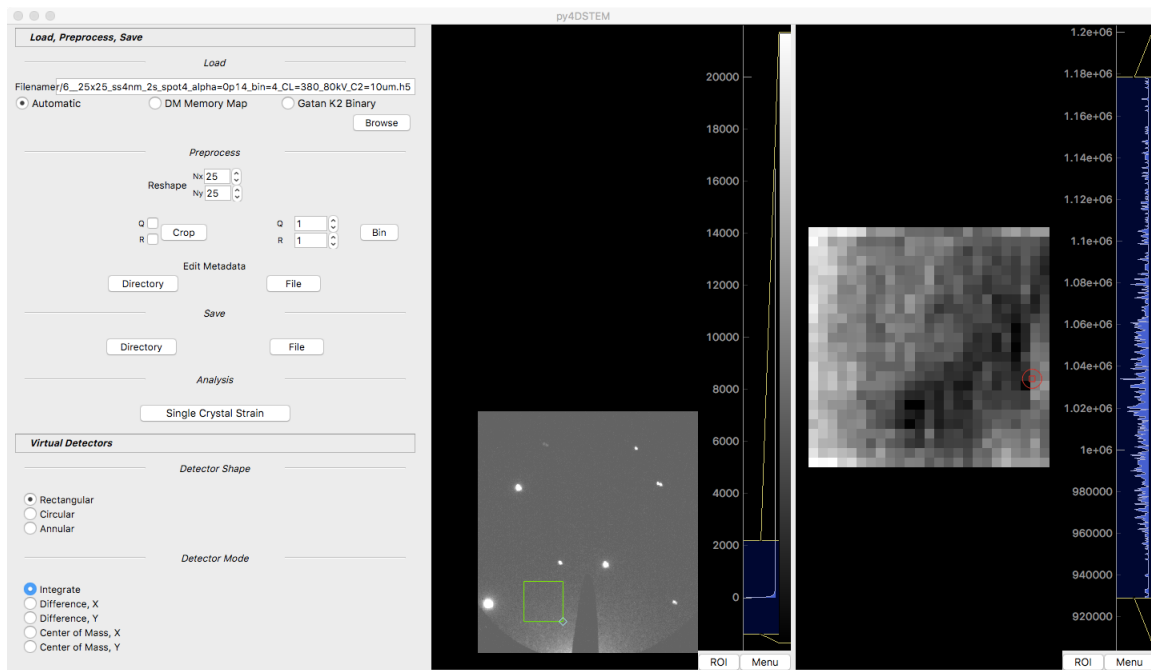 py4DSTEM
Load, Preprocess, Save
Load
Filename r/6__25x25_ss4nm_2s_spot4_alpha=0p14_bin=4_CL=380_80kV_C2=10um.h5
Automatic DM Memory Map Gatan K2 Binary
Browse
Preprocess
Reshape Nx 25
Ny 25
Q Crop Q 1 Bin
R R 1
Edit Metadata
Directory File
Save
Directory File
Analysis
Single Crystal Strain
Virtual Detectors
Detector Shape
Rectangular
Circular
Annular
Detector Mode
Integrate
Difference, X
Difference, Y
Center of Mass, X
Center of Mass, Y
20000
18000
16000
14000
12000
10000
8000
6000
4000
2000
0
ROI Menu
1.2e+06
1.18e+06
1.16e+06
1.14e+06
1.12e+06
1.1e+06
1.08e+06
1.06e+06
1.04e+06
1.02e+06
1e+06
980000
960000
940000
920000
ROI Menu